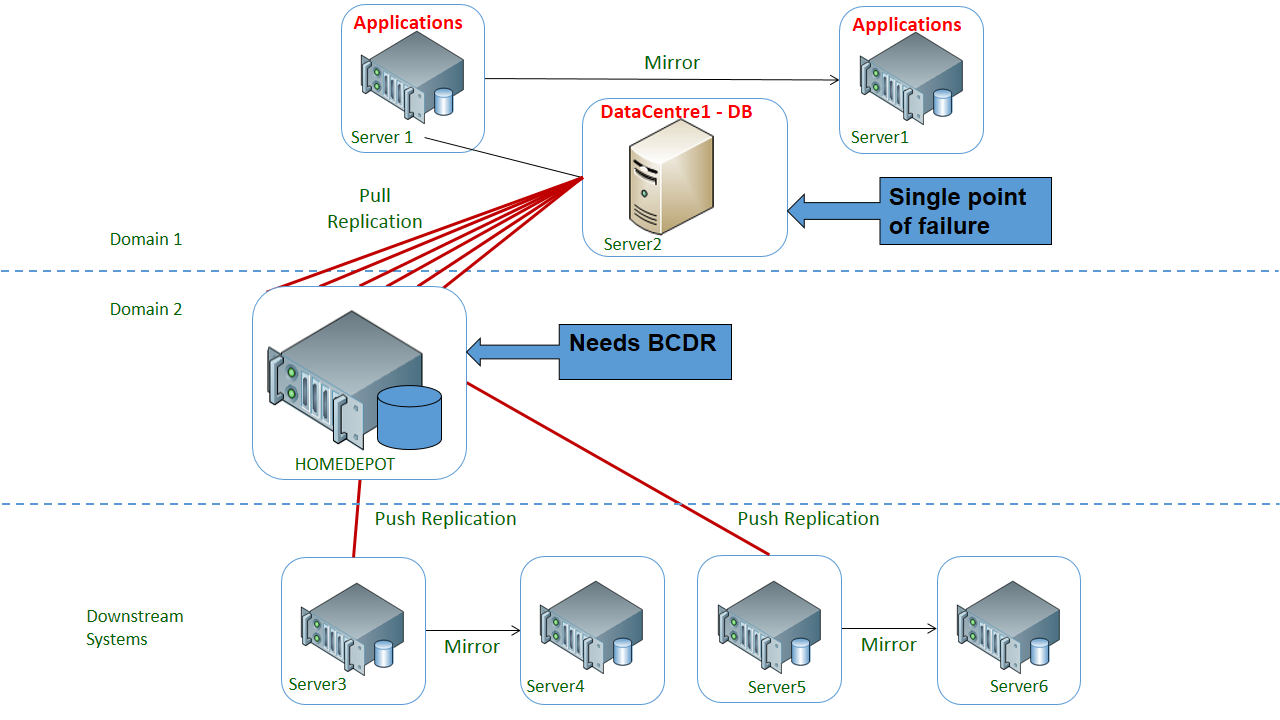 Applications
Server 1
Mirror
Applications
Server1
DataCentre1 - DB
Server2
Pull
Replication
Single point
of failure
Domain 1
Domain 2
Needs BCDR
HOMEDEPOT
Push Replication
Push Replication
Downstream
Systems
Server3
Mirror
Server4
Server5
Mirror
Server6